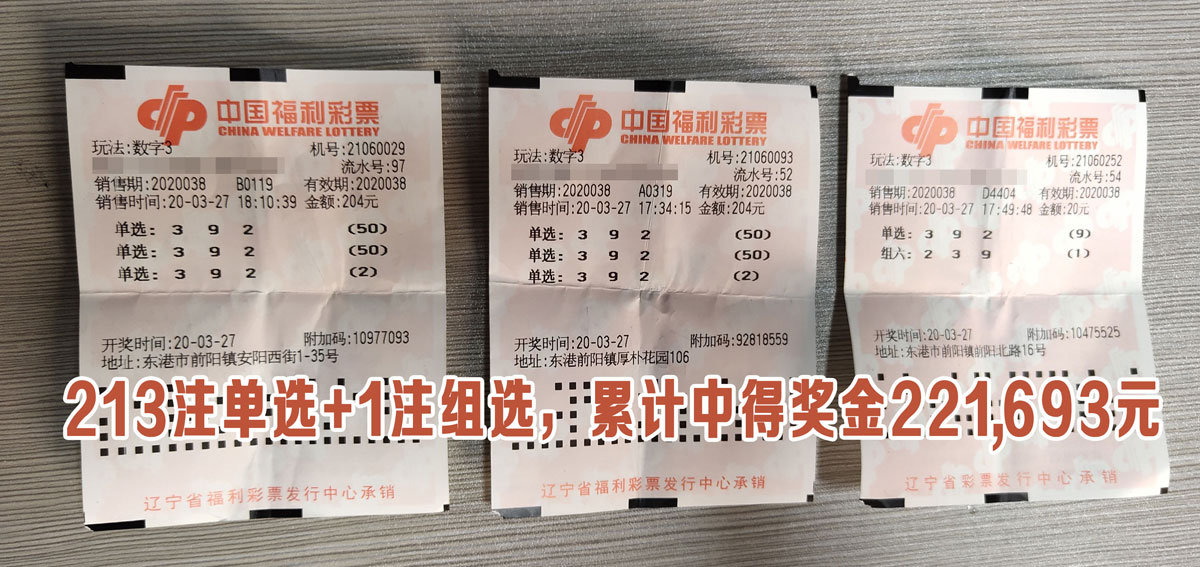 中国福利彩票
CHINA WELFARE LOTTERY
玩法:数字3 机号:21060029
流水号:97
销售期:2020038 B0119 有效期:2020038
销售时间:20-03-27 18:10:39 金额:204元
单选: 3 9 2 (50)
单选: 3 9 2 (50)
单选: 3 9 2 (2)
开奖时间:20-03-27 附加码:10977093
地址:东港市前阳镇安阳西街1-35号
辽宁省福利彩票发行中心承销
中国福利彩票
CHINA WELFARE LOTTERY
玩法:数字3 机号:21060093
流水号:52
销售期:2020038 A0319 有效期:2020038
销售时间:20-03-27 17:34:15 金额:204元
单选: 3 9 2 (50)
单选: 3 9 2 (50)
单选: 3 9 2 (2)
开奖时间:20-03-27 附加码:92818559
地址:东港前阳镇厚朴花园106
辽宁省福利彩票发行中心承销
中国福利彩票
CHINA WELFARE LOTTERY
玩法:数字3 机号:21060252
流水号:54
销售期:2020038 D4404 有效期:2020038
销售时间:20-03-27 17:49:48 金额:20元
单选: 3 9 2 (9)
组六: 2 3 9 (1)
开奖时间:20-03-27 附加码:10475525
地址:东港市前阳镇前阳北路16号
辽宁省彩票发行中心承销
213注单选+1注组选，累计中得奖金221,693元